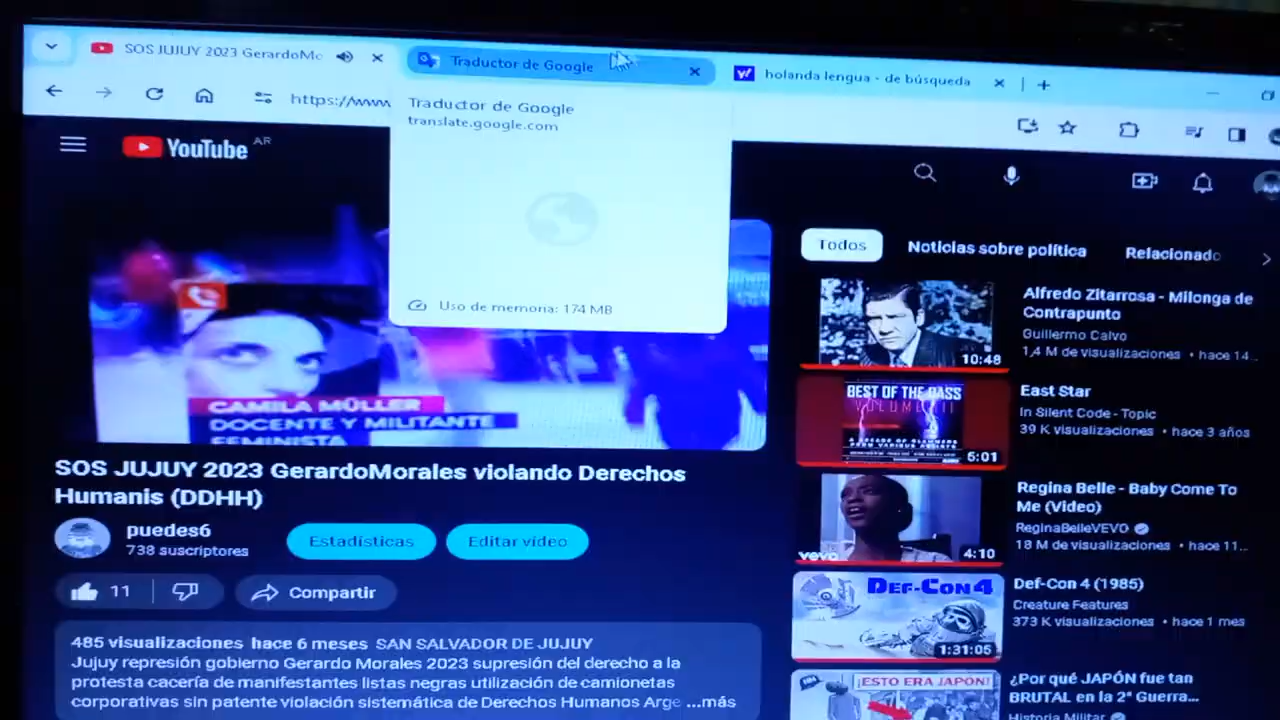 SOS JUJUY 2023 GerardoMo
Traductor de Google
holanda lengua - de búsqueda
https://www
Traductor de Google
translate.google.com
Uso de memoria: 174 MB
YouTube AR
CAMILA MÜLLER
DOCENTE Y MILITANTE
FEMINISTA
SOS JUJUY 2023 GerardoMorales violando Derechos
Humanis (DDHH)
puedes6
738 suscriptores
Estadísticas
Editar vídeo
11
Compartir
485 visualizaciones hace 6 meses SAN SALVADOR DE JUJUY
Jujuy represión gobierno Gerardo Morales 2023 supresión del derecho a la
protesta cacería de manifestantes listas negras utilización de camionetas
corporativas sin patente violación sistemática de Derechos Humanos Arge ...más
Todos
Noticias sobre política
Relacionado
10:48
Alfredo Zitarrosa - Milonga de
Contrapunto
Guillermo Calvo
1,4 M de visualizaciones • hace 14...
BEST OF THE BASS
VOLUME III
5:01
East Star
In Silent Code - Topic
39 K visualizaciones • hace 3 años
vevo
4:10
Regina Belle - Baby Come To
Me (Video)
ReginaBelleVEVO
18 M de visualizaciones • hace 11...
DEF-CON 4
1:31:05
Def-Con 4 (1985)
Creature Features
373 K visualizaciones • hace 1 mes
¡ESTO ERA JAPÓN!
¿Por qué JAPÓN fue tan
BRUTAL en la 2ª Guerra...
Historia Militar